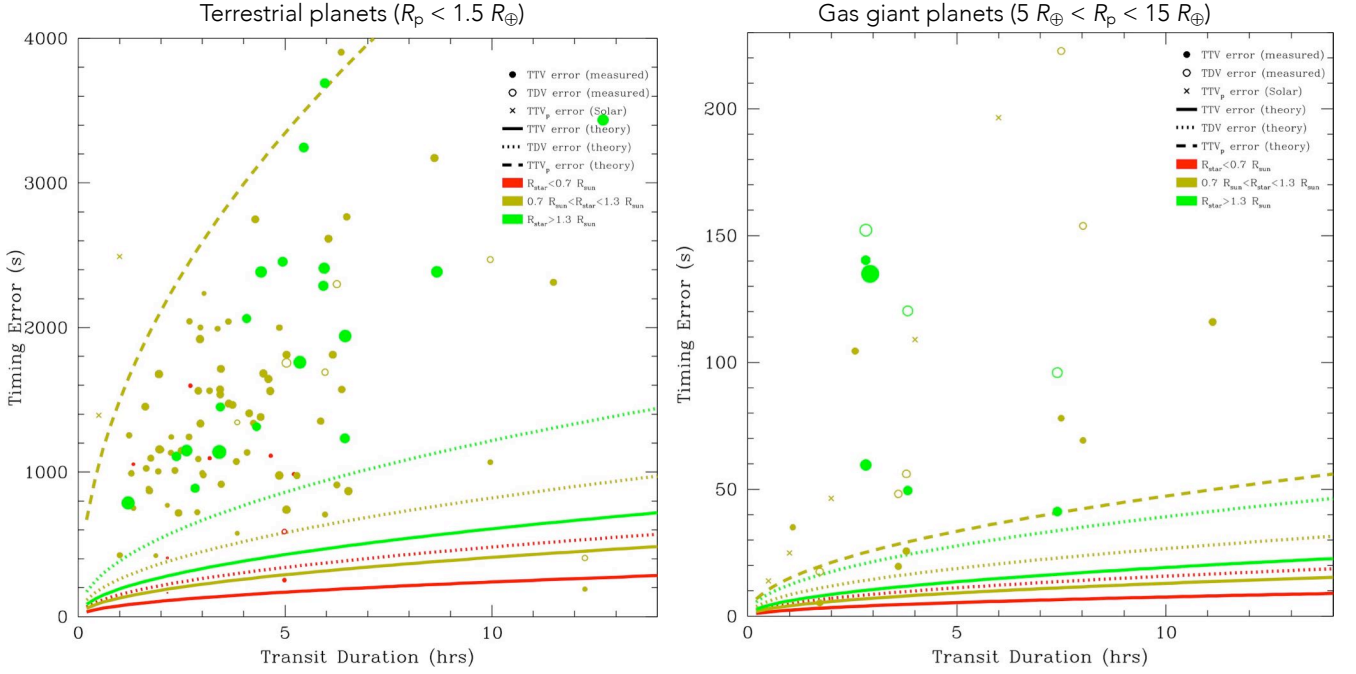 Terrestrial planets (Rp < 1.5 R⊕)
4000
3000
2000
1000
0
Timing Error (s)
TTV error (measured)
TDV error (measured)
TTVp error (Solar)
TTV error (theory)
TDV error (theory)
TTVp error (theory)
Rstar<0.7 Rsun
0.7 Rsun<Rstar<1.3 Rsun
Rstar>1.3 Rsun
5
10
Transit Duration (hrs)
Gas giant planets (5 R⊕ < Rp < 15 R⊕)
200
150
100
50
0
Timing Error (s)
TTV error (measured)
TDV error (measured)
TTVp error (Solar)
TTV error (theory)
TDV error (theory)
TTVp error (theory)
Rstar<0.7 Rsun
0.7 Rsun<Rstar<1.3 Rsun
Rstar>1.3 Rsun
0
5
10
Transit Duration (hrs)